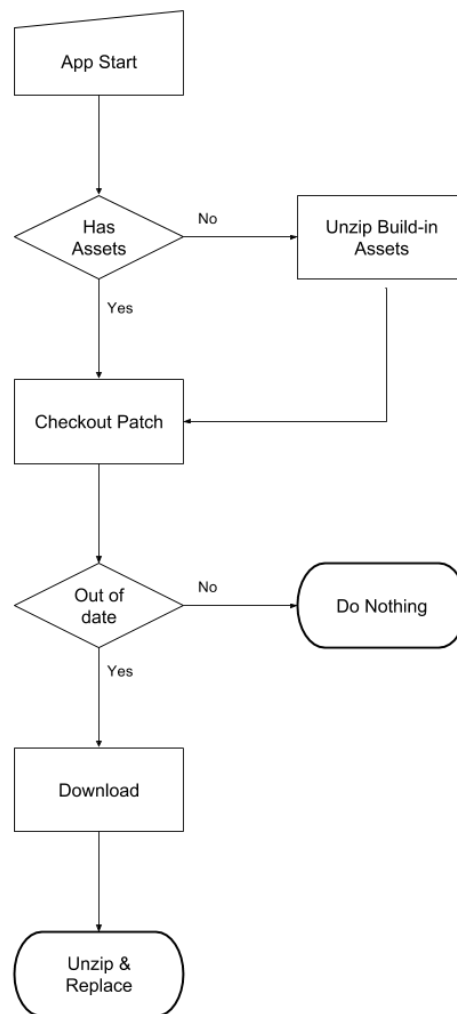 App Start
Has
Assets
No
Unzip Build-in
Assets
Yes
Checkout Patch
Out of
date
No
Do Nothing
Yes
Download
Unzip &
Replace